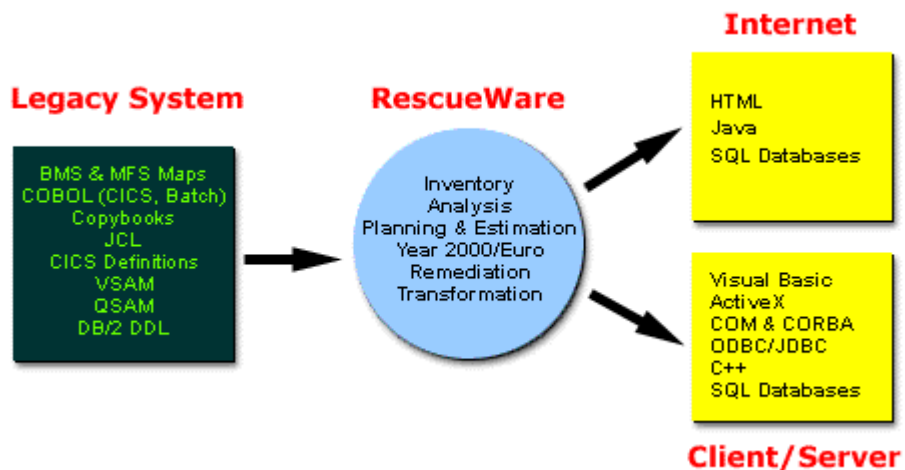 Legacy System
BMS & MFS Maps
COBOL (CICS, Batch)
Copybooks
JCL
CICS Definitions
VSAM
QSAM
DB/2 DDL
RescueWare
Inventory
Analysis
Planning & Estimation
Year 2000/Euro
Remediation
Transformation
Internet
HTML
Java
SQL Databases
Visual Basic
ActiveX
COM & CORBA
ODBC/JDBC
C++
SQL Databases
Client/Server